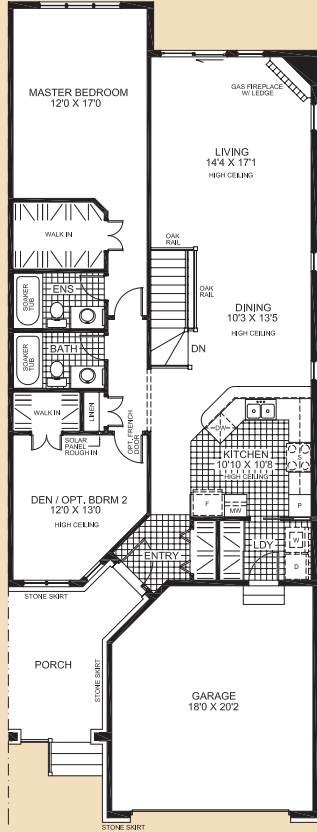 MASTER BEDROOM
12'0 X 17'0
GAS FIREPLACE
W/ LEDGE
LIVING
14'4 X 17'1
HIGH CEILING
WALK IN
OAK
RAIL
OAK
RAIL
SOAKER
TUB
ENS
DINING
10'3 X 13'5
HIGH CEILING
DN
SOAKER
TUB
BATH
WALK IN
LINEN
OPT. FRENCH
DOOR
SOLAR
PANEL
ROUGH IN
DW
KITCHEN
10'10 X 10'8
HIGH CEILING
S
P
F
MW
DEN / OPT. BDRM 2
12'0 X 13'0
HIGH CEILING
ENTRY
LDY
W
D
STONE SKIRT
PORCH
STONE SKIRT
GARAGE
18'0 X 20'2
STONE SKIRT